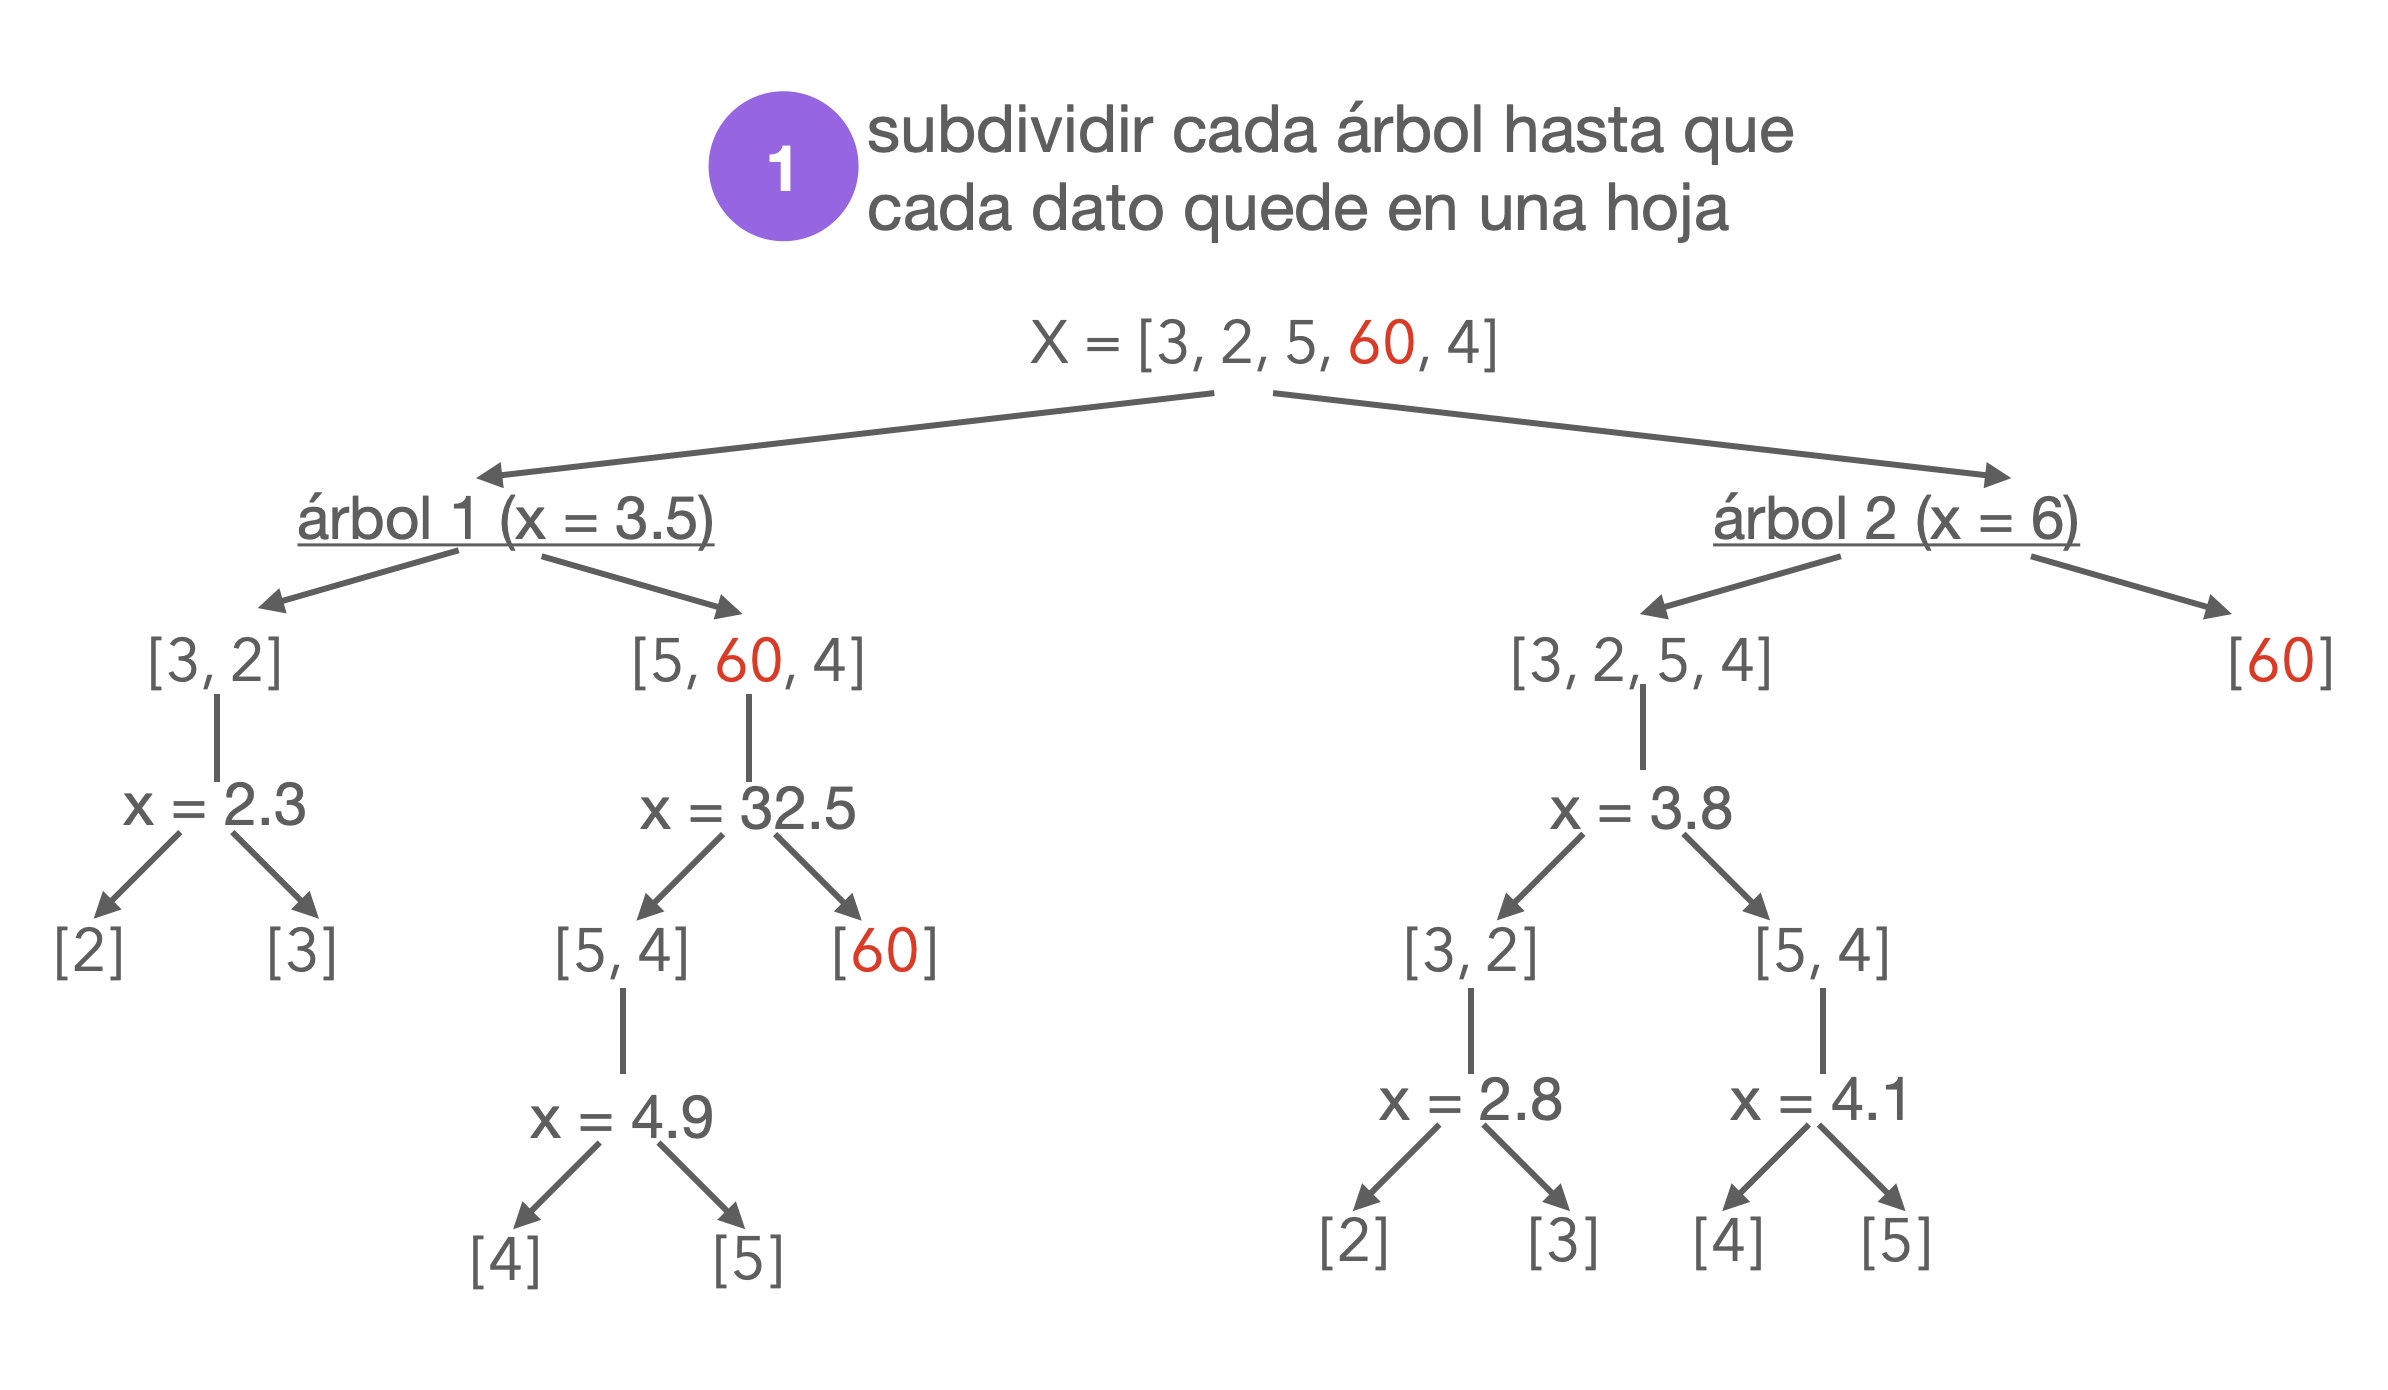 1
subdividir cada árbol hasta que
cada dato quede en una hoja
X = [3, 2, 5, 60, 4]
árbol 1 (x = 3.5)
árbol 2 (x = 6)
[3, 2]
[5, 60, 4]
[3, 2, 5, 4]
[60]
x = 2.3
x = 32.5
x = 3.8
[2]
[3]
[5, 4]
[60]
[3, 2]
[5, 4]
x = 4.9
x = 2.8
x = 4.1
[4]
[5]
[2]
[3]
[4]
[5]